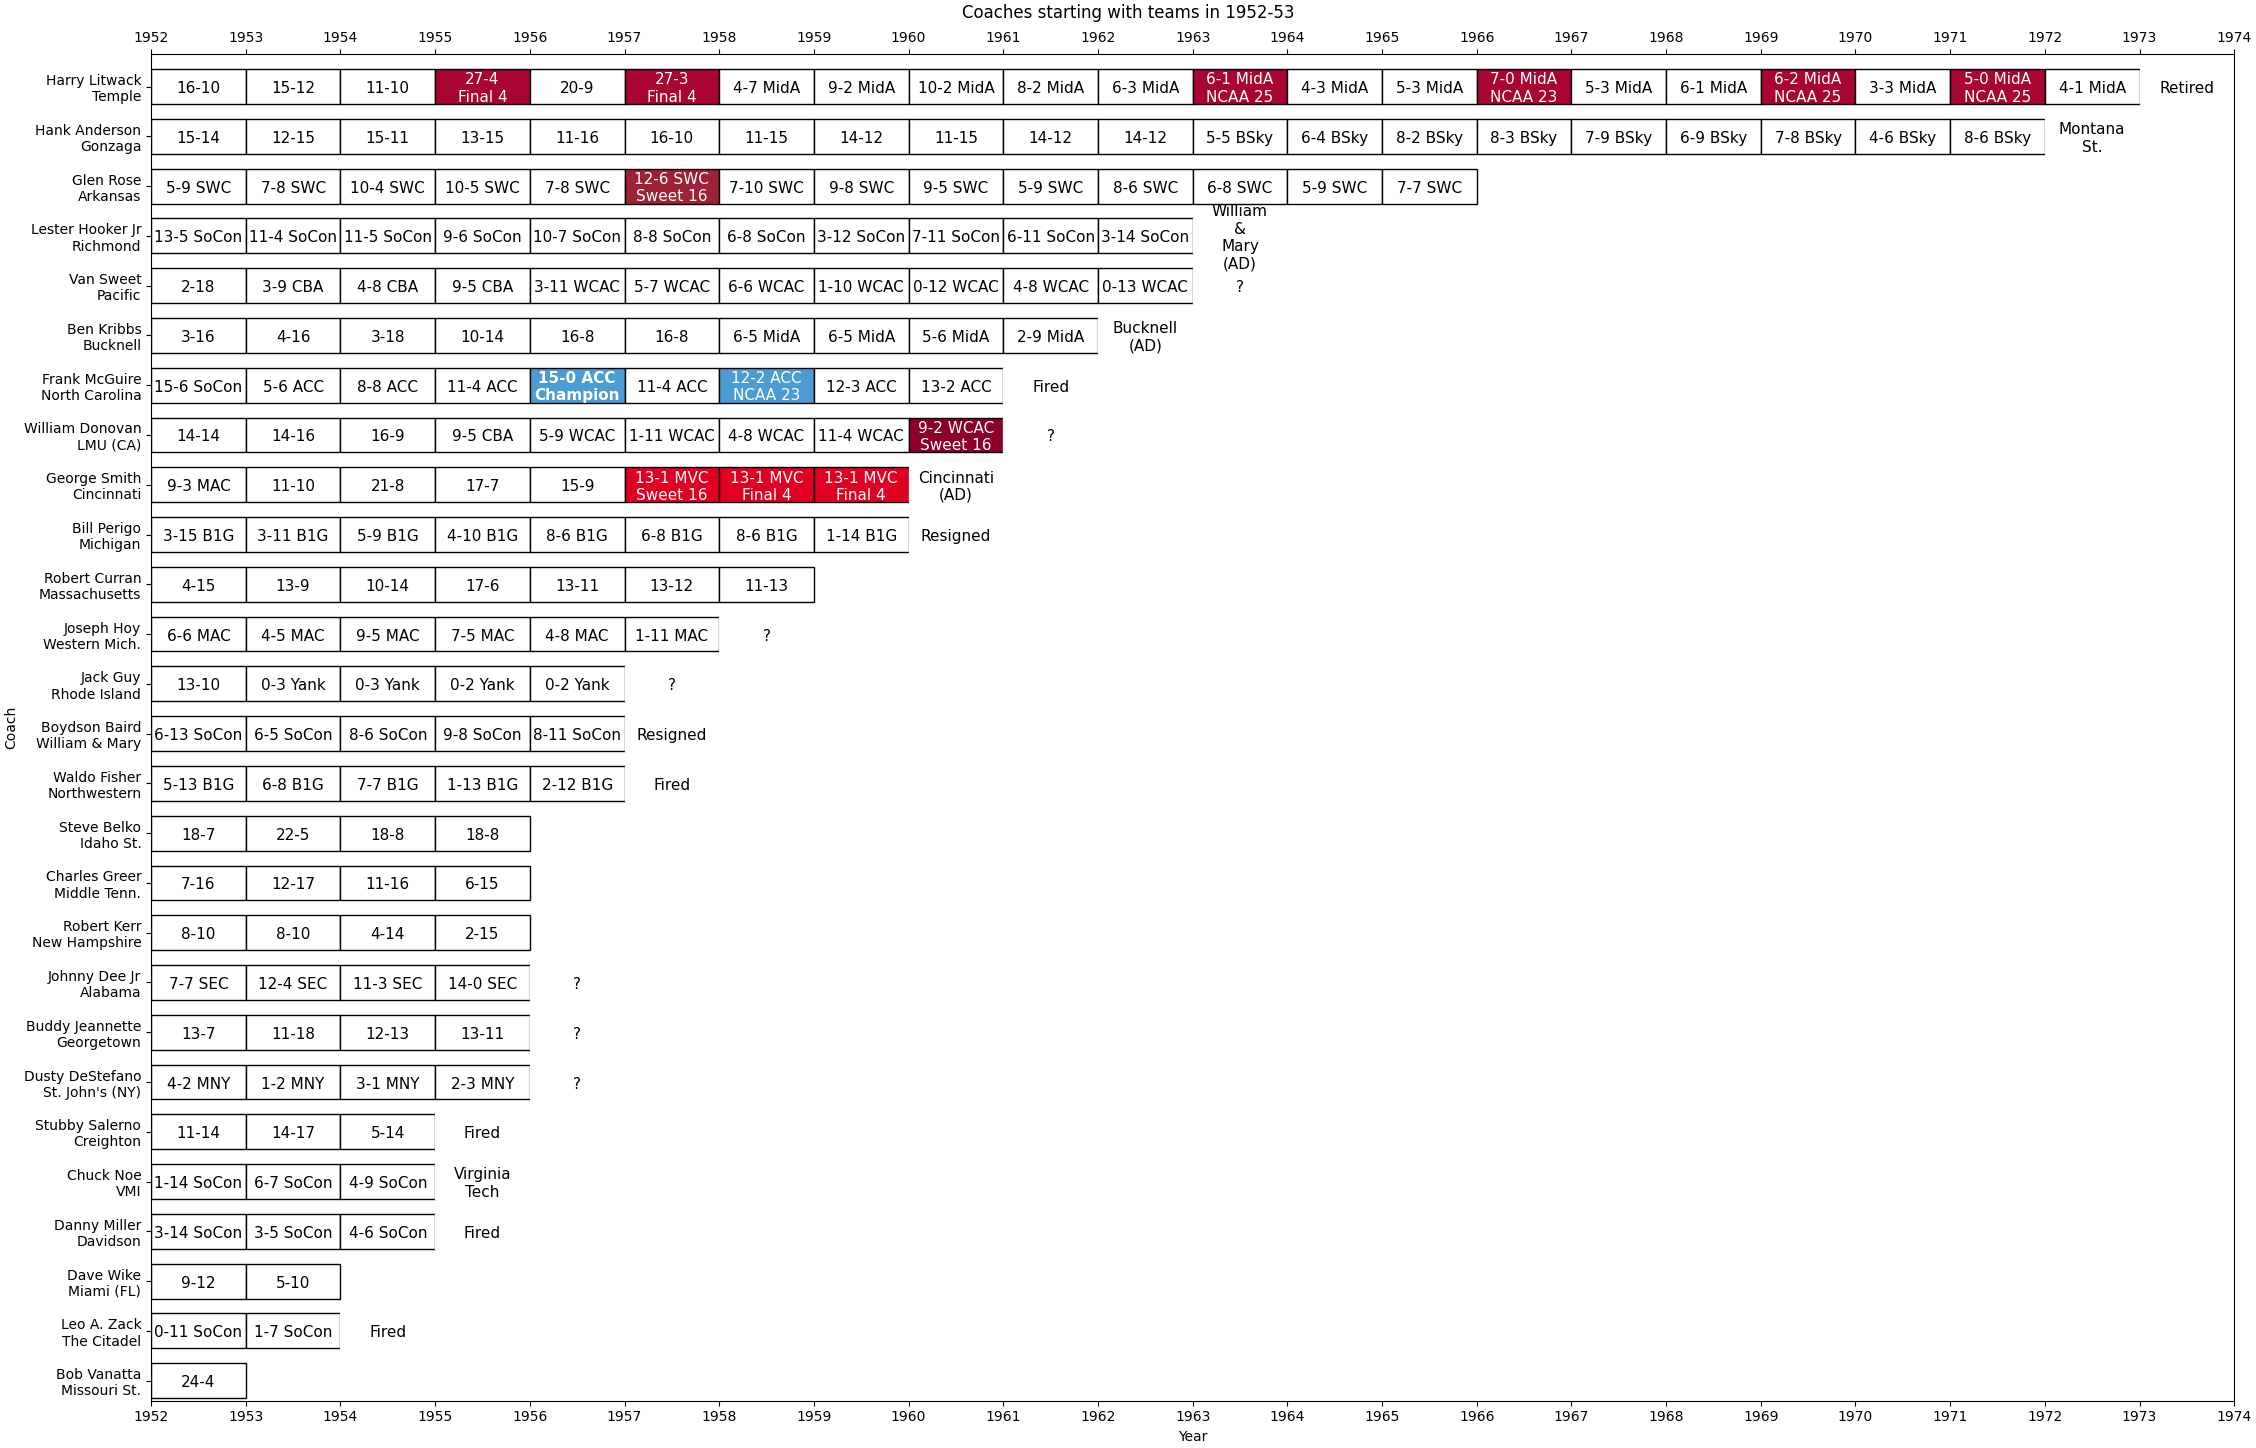 Coaches starting with teams in 1952-53
1952 1953 1954 1955 1956 1957 1958 1959 1960 1961 1962 1963 1964 1965 1966 1967 1968 1969 1970 1971 1972 1973 1974
Harry Litwack
Temple
16-10
15-12
11-10
27-4
Final 4
20-9
27-3
Final 4
4-7 MidA
9-2 MidA
10-2 MidA
8-2 MidA
6-3 MidA
6-1 MidA
NCAA 25
4-3 MidA
5-3 MidA
7-0 MidA
NCAA 23
5-3 MidA
6-1 MidA
6-2 MidA
NCAA 25
3-3 MidA
5-0 MidA
NCAA 25
4-1 MidA
Retired
Hank Anderson
Gonzaga
15-14
12-15
15-11
13-15
11-16
16-10
11-15
14-12
11-15
14-12
14-12
5-5 BSky
6-4 BSky
8-2 BSky
8-3 BSky
7-9 BSky
6-9 BSky
7-8 BSky
4-6 BSky
8-6 BSky
Montana
St.
Glen Rose
Arkansas
5-9 SWC
7-8 SWC
10-4 SWC
10-5 SWC
7-8 SWC
12-6 SWC
Sweet 16
7-10 SWC
9-8 SWC
9-5 SWC
5-9 SWC
8-6 SWC
6-8 SWC
5-9 SWC
7-7 SWC
Lester Hooker Jr
Richmond
13-5 SoCon
11-4 SoCon
11-5 SoCon
9-6 SoCon
10-7 SoCon
8-8 SoCon
6-8 SoCon
3-12 SoCon
7-11 SoCon
6-11 SoCon
3-14 SoCon
William
&
Mary
(AD)
Van Sweet
Pacific
2-18
3-9 CBA
4-8 CBA
9-5 CBA
3-11 WCAC
5-7 WCAC
6-6 WCAC
1-10 WCAC
0-12 WCAC
4-8 WCAC
0-13 WCAC
?
Ben Kribbs
Bucknell
3-16
4-16
3-18
10-14
16-8
16-8
6-5 MidA
6-5 MidA
5-6 MidA
2-9 MidA
Bucknell
(AD)
Frank McGuire
North Carolina
15-6 SoCon
5-6 ACC
8-8 ACC
11-4 ACC
15-0 ACC
Champion
11-4 ACC
12-2 ACC
NCAA 23
12-3 ACC
13-2 ACC
Fired
William Donovan
LMU (CA)
14-14
14-16
16-9
9-5 CBA
5-9 WCAC
1-11 WCAC
4-8 WCAC
11-4 WCAC
9-2 WCAC
Sweet 16
?
George Smith
Cincinnati
9-3 MAC
11-10
21-8
17-7
15-9
13-1 MVC
Sweet 16
13-1 MVC
Final 4
13-1 MVC
Final 4
Cincinnati
(AD)
Bill Perigo
Michigan
3-15 B1G
3-11 B1G
5-9 B1G
4-10 B1G
8-6 B1G
6-8 B1G
8-6 B1G
1-14 B1G
Resigned
Robert Curran
Massachusetts
4-15
13-9
10-14
17-6
13-11
13-12
11-13
Joseph Hoy
Western Mich.
6-6 MAC
4-5 MAC
9-5 MAC
7-5 MAC
4-8 MAC
1-11 MAC
?
Jack Guy
Rhode Island
13-10
0-3 Yank
0-3 Yank
0-2 Yank
0-2 Yank
?
Boydson Baird
William & Mary
6-13 SoCon
6-5 SoCon
8-6 SoCon
9-8 SoCon
8-11 SoCon
Resigned
Waldo Fisher
Northwestern
5-13 B1G
6-8 B1G
7-7 B1G
1-13 B1G
2-12 B1G
Fired
Steve Belko
Idaho St.
18-7
22-5
18-8
18-8
Charles Greer
Middle Tenn.
7-16
12-17
11-16
6-15
Robert Kerr
New Hampshire
8-10
8-10
4-14
2-15
Johnny Dee Jr
Alabama
7-7 SEC
12-4 SEC
11-3 SEC
14-0 SEC
?
Buddy Jeannette
Georgetown
13-7
11-18
12-13
13-11
?
Dusty DeStefano
St. John's (NY)
4-2 MNY
1-2 MNY
3-1 MNY
2-3 MNY
?
Stubby Salerno
Creighton
11-14
14-17
5-14
Fired
Chuck Noe
VMI
1-14 SoCon
6-7 SoCon
4-9 SoCon
Virginia
Tech
Danny Miller
Davidson
3-14 SoCon
3-5 SoCon
4-6 SoCon
Fired
Dave Wike
Miami (FL)
9-12
5-10
Leo A. Zack
The Citadel
0-11 SoCon
1-7 SoCon
Fired
Bob Vanatta
Missouri St.
24-4
Coach
1952 1953 1954 1955 1956 1957 1958 1959 1960 1961 1962 1963 1964 1965 1966 1967 1968 1969 1970 1971 1972 1973 1974
Year